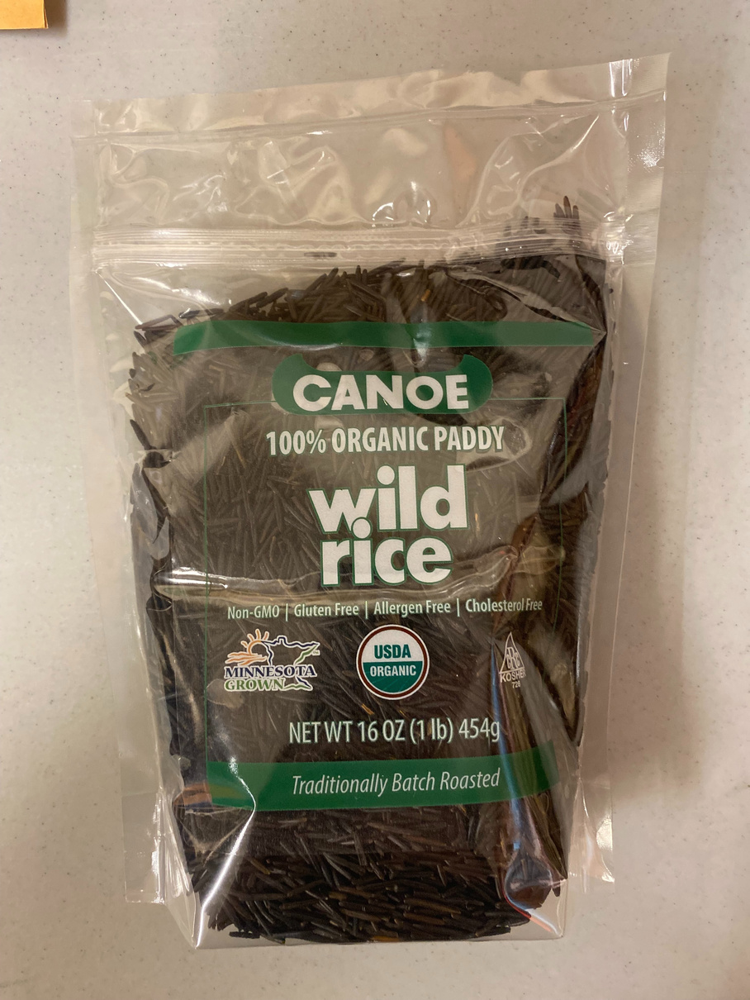 CANOE
100% ORGANIC PADDY
wild
rice
Non-GMO | Gluten Free | Allergen Free | Cholesterol Free
MINNESOTA
GROWN
USDA
ORGANIC
KOSHER
NET WT 16 OZ (1 lb) 454g
Traditionally Batch Roasted